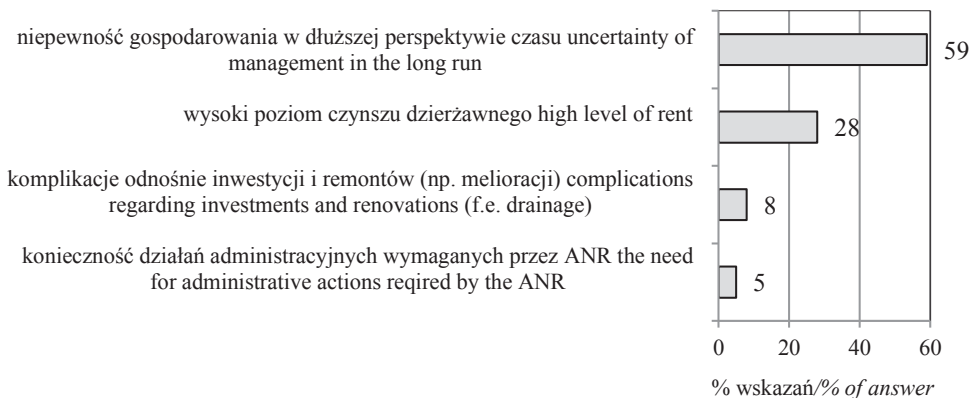 niepewność gospodarowania w dłuższej perspektywie czasu uncertainty of
management in the long run
59
wysoki poziom czynszu dzierżawnego high level of rent
28
komplikacje odnośnie inwestycji i remontów (np. melioracji) complications
regarding investments and renovations (f.e. drainage)
8
konieczność działań administracyjnych wymaganych przez ANR the need
for administrative actions reqired by the ANR
5
0 20 40 60
% wskazań/% of answer